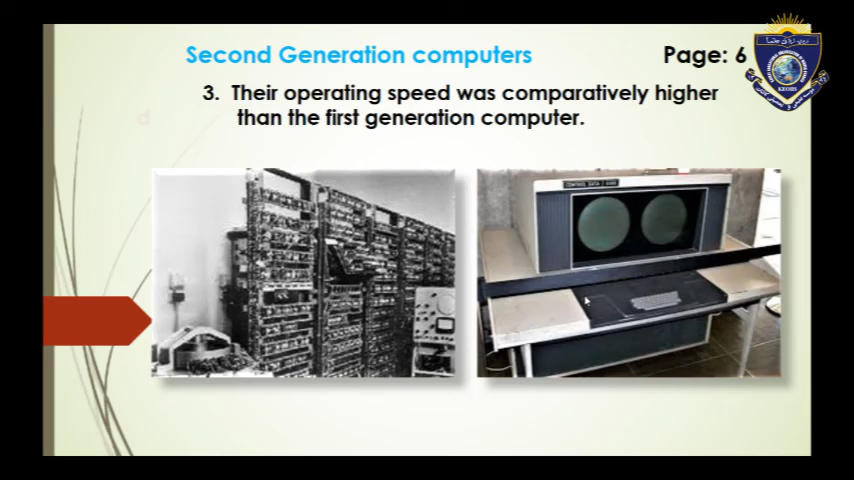 Second Generation computers
Page: 6
3. Their operating speed was comparatively higher
than the first generation computer.
d
CONTROL DATA
KEOHS